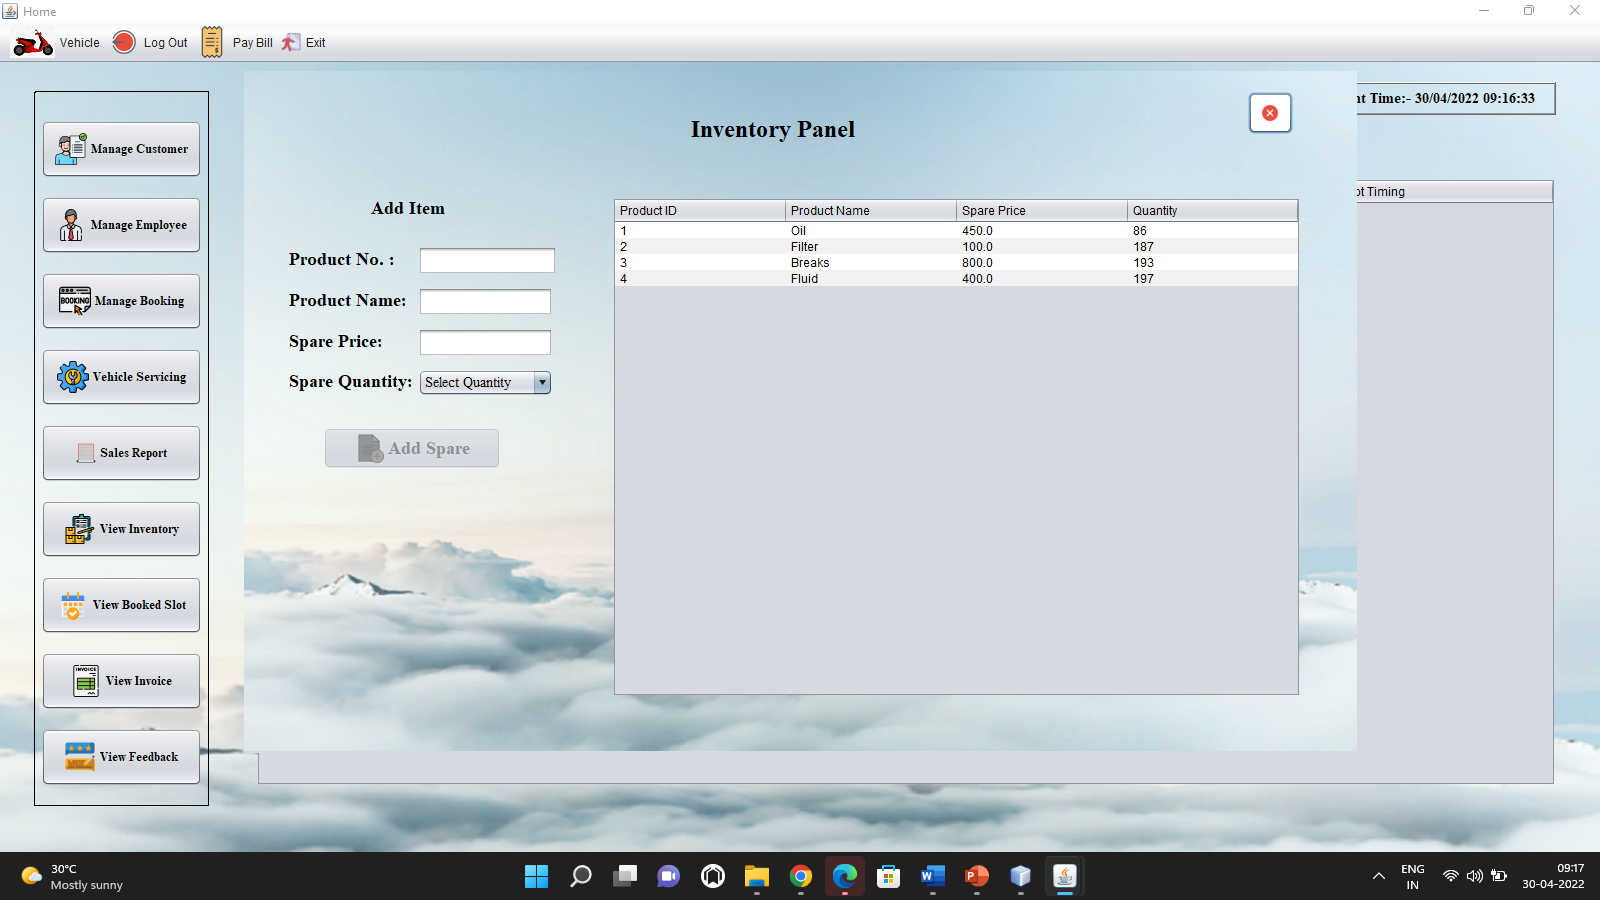 Home
Vehicle Log Out Pay Bill Exit
nt Time:- 30/04/2022 09:16:33
Inventory Panel
Manage Customer
Manage Employee
Manage Booking
Vehicle Servicing
Sales Report
View Inventory
View Booked Slot
INVOICE
View Invoice
View Feedback
BOOKING
Add Item
Product No. :
Product Name:
Spare Price:
Spare Quantity: Select Quantity
Add Spare
Product ID Product Name Spare Price Quantity
1 Oil 450.0 86
2 Filter 100.0 187
3 Breaks 800.0 193
4 Fluid 400.0 197
ot Timing
30°C
Mostly sunny
ENG
IN
09:17
30-04-2022